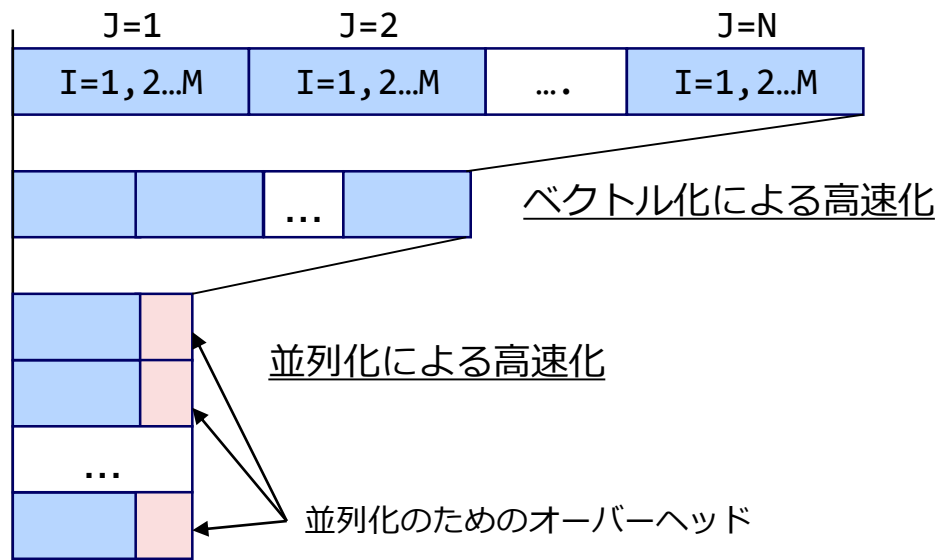 J=1 J=2 J=N
I=1,2…M I=1,2…M …. I=1,2…M
… ベクトル化による高速化
並列化による高速化
…
並列化のためのオーバーヘッド